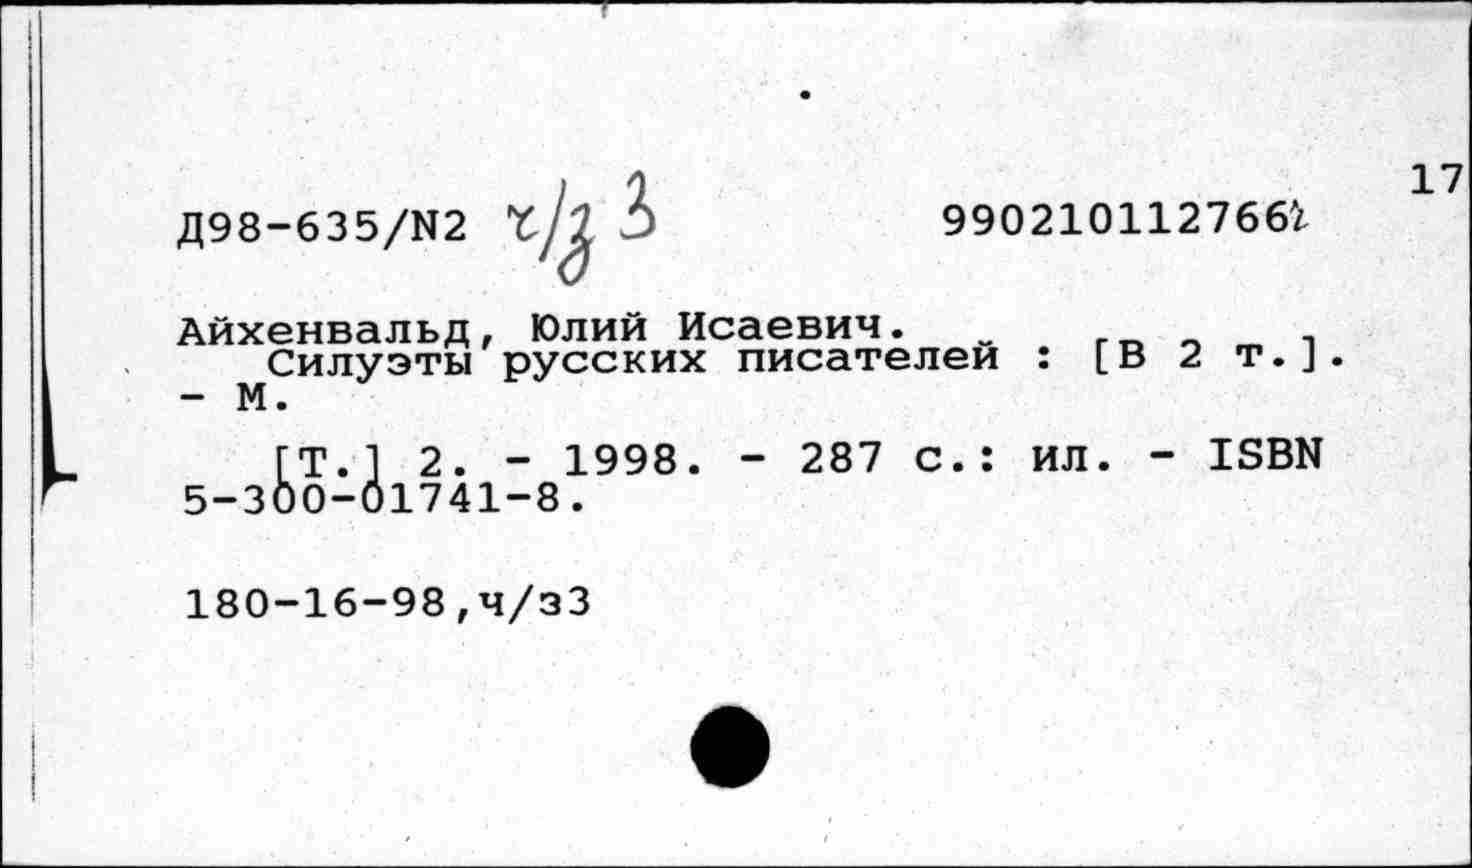 17
Д98-635/N2 ч/з 3 9902101127661
Айхенвальд, Юлий Исаевич.
Силуэты русских писателей : [В 2 т.].
- М.
[Т.] 2. - 1998. - 287 с.: ил. - ISBN
5-300-01741-8.
180-16-98,ч/з3